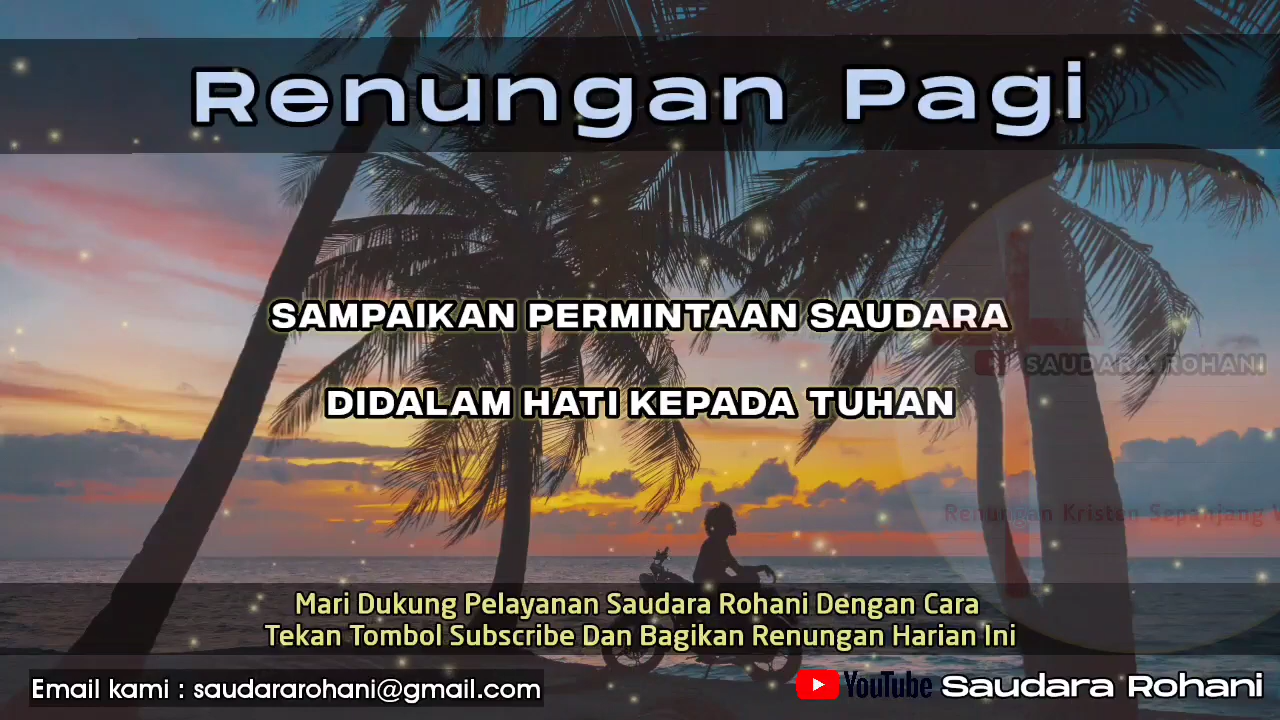 Renungan Pagi
SAMPAIKAN PERMINTAAN SAUDARA
SAUDARA ROHANI
DIDALAM HATI KEPADA TUHAN
Renungan Kristen Sepanjang
Mari Dukung Pelayanan Saudara Rohani Dengan Cara
Tekan Tombol Subscribe Dan Bagikan Renungan Harian Ini
Email kami : saudararohani@gmail.com
YouTube Saudara Rohani